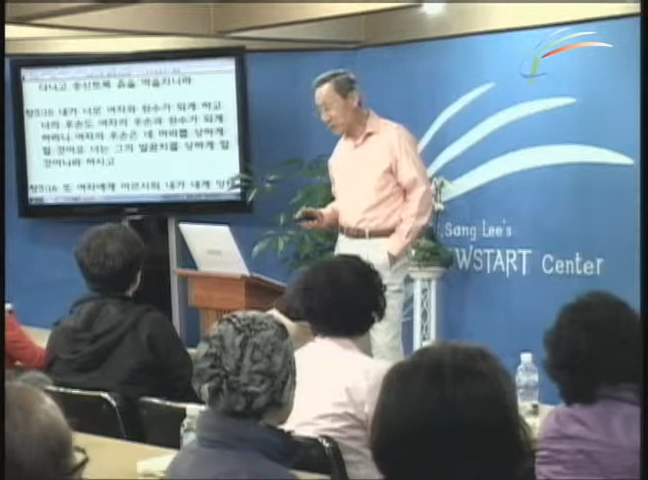 다니고 종신토록 흙을 먹을지니라
창3:15 내가 너로 여자와 원수가 되게 하고
너의 후손도 여자의 후손과 원수가 되게
하리니 여자의 후손은 네 머리를 상하게
할 것이요 너는 그의 발꿈치를 상하게 할
것이니라 하시고
창3:16 또 여자에게 이르시되 내가 네게
Sang Lee's
WSTART Center